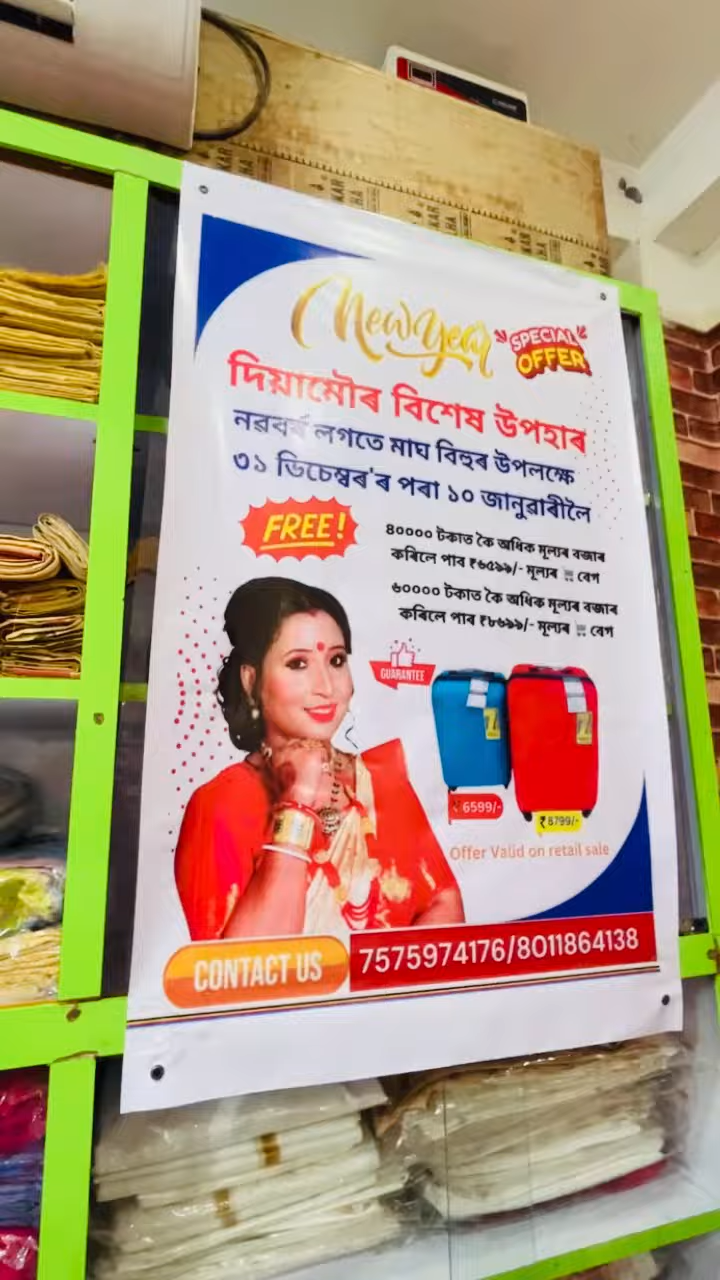 New Year
SPECIAL
OFFER
দিয়ামৌৰ বিশেষ উপহাৰ
নৱবৰ্ষ লগতে মাঘ বিহুৰ উপলক্ষে
৩১ ডিচেম্বৰ'ৰ পৰা ১০ জানুৱাৰীলৈ
FREE!
৪০০০০ টকাত কৈ অধিক মূল্যৰ বজাৰ
কৰিলে পাব ₹৬৫৯৯/- মূল্যৰ বেগ
৬০০০০ টকাত কৈ অধিক মূল্যৰ বজাৰ
কৰিলে পাব ₹৮৬৯৯/- মূল্যৰ বেগ
GUARANTEE
₹ 6599/-
₹ 8799/-
Offer Valid on retail sale
CONTACT US
7575974176/8011864138